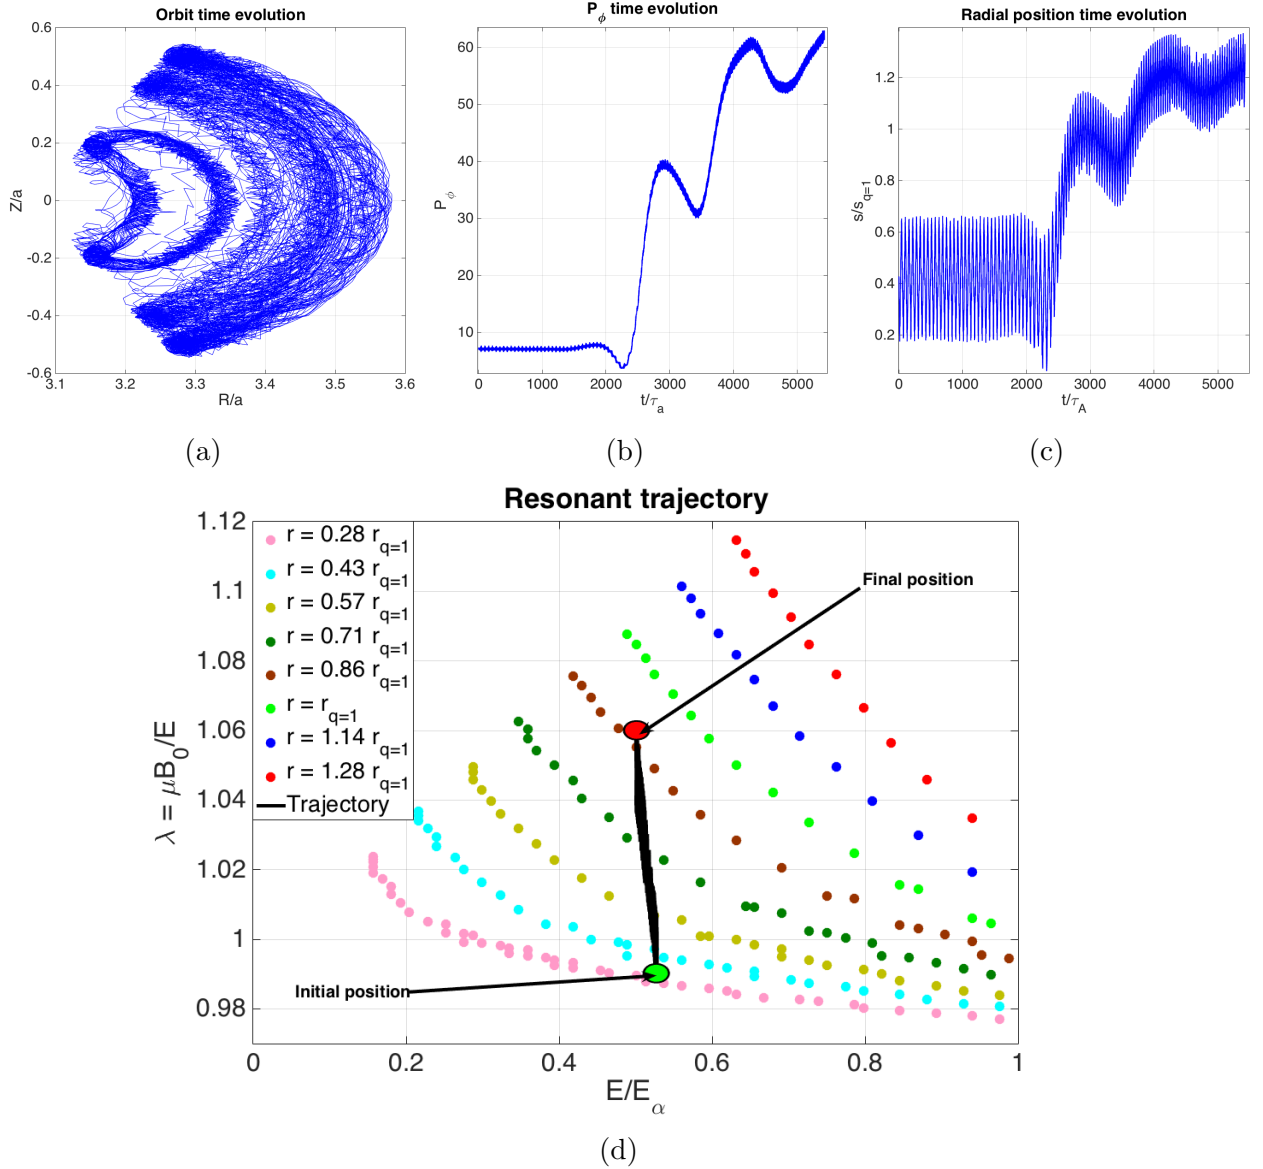 Orbit time evolution
0.6
0.4
0.2
0
-0.2
-0.4
-0.6
Z/a
3.1 3.2 3.3 3.4 3.5 3.6
R/a
(a)
P_ϕ time evolution
60
50
40
30
20
10
P_ϕ
0 1000 2000 3000 4000 5000
t/τ_a
(b)
Radial position time evolution
1.2
1
0.8
0.6
0.4
0.2
s/s_q=1
0 1000 2000 3000 4000 5000
t/τ_A
(c)
Resonant trajectory
1.12
1.1
1.08
1.06
1.04
1.02
1
0.98
λ = μB_0/E
r = 0.28 r_q=1
r = 0.43 r_q=1
r = 0.57 r_q=1
r = 0.71 r_q=1
r = 0.86 r_q=1
r = r_q=1
r = 1.14 r_q=1
r = 1.28 r_q=1
Trajectory
Final position
Initial position
0 0.2 0.4 0.6 0.8 1
E/E_α
(d)